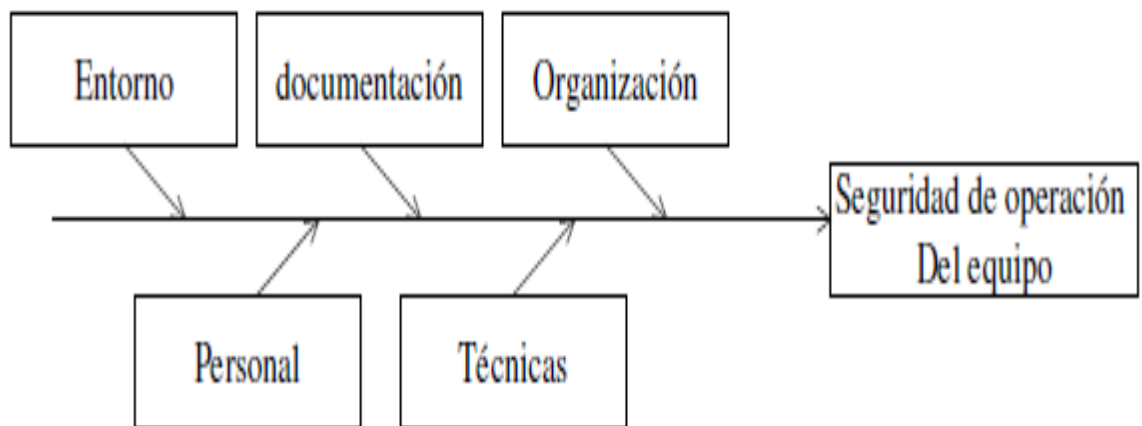 Entorno
documentación
Organización
Seguridad de operación
Del equipo
Personal
Técnicas